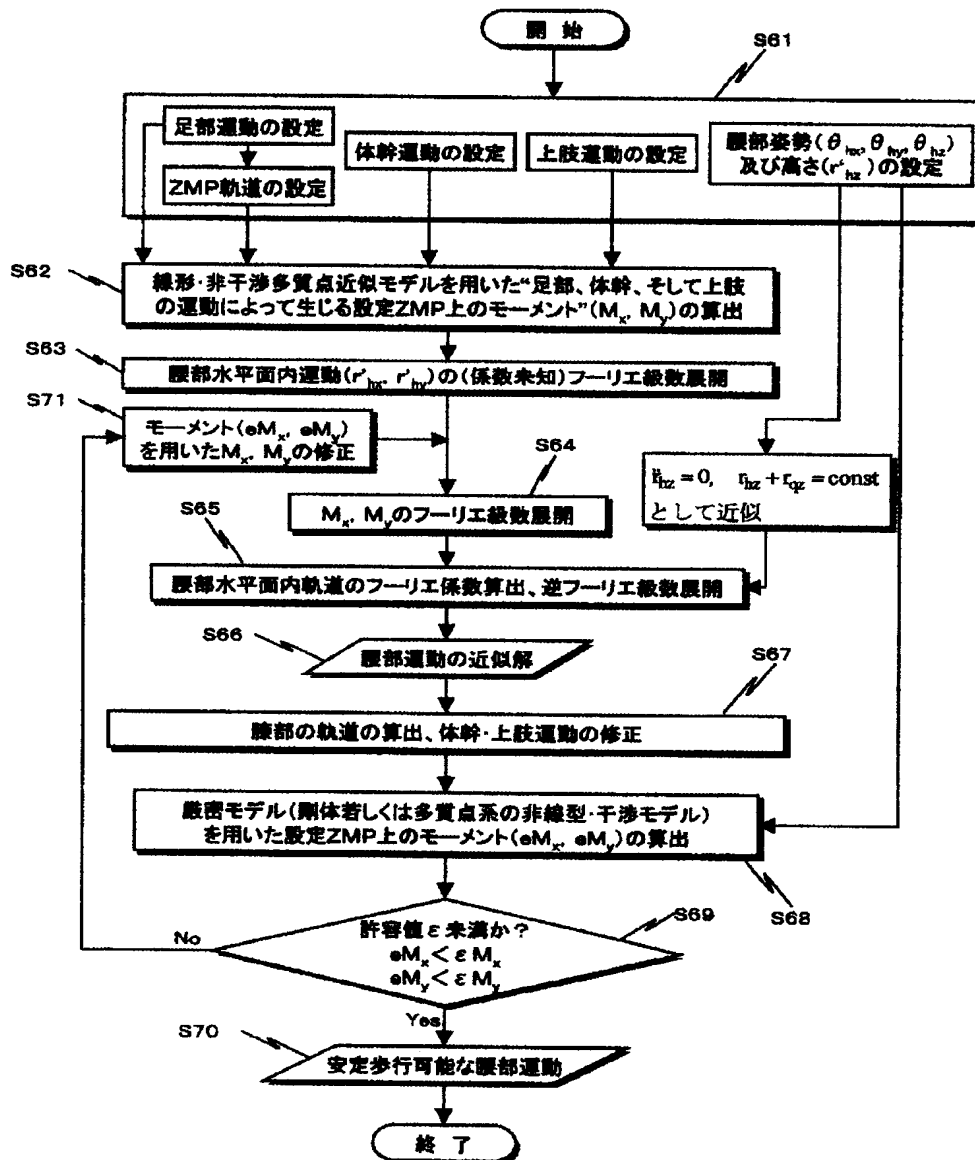 開 始
S61
足部運動の設定
ZMP軌道の設定
体幹運動の設定
上肢運動の設定
腰部姿勢(θhx, θhy, θhz)
及び高さ(r'hz)の設定
S62
線形・非干渉多質点近似モデルを用いた“足部、体幹、そして上肢
の運動によって生じる設定ZMP上のモーメント”(Mx, My)の算出
S63
腰部水平面内運動(r'hx, r'hy)の(係数未知)フーリエ級数展開
S71
モーメント(eMx, eMy)
を用いたMx, Myの修正
S64
Mx, Myのフーリエ級数展開
r̈hz = 0, rhz + rqz = const
として近似
S65
腰部水平面内軌道のフーリエ係数算出、逆フーリエ級数展開
S66
腰部運動の近似解
S67
膝部の軌道の算出、体幹・上肢運動の修正
厳密モデル(剛体若しくは多質点系の非線型・干渉モデル)
を用いた設定ZMP上のモーメント(eMx, eMy)の算出
S68
S69
許容値ε未満か?
eMx < εMx
eMy < εMy
No
Yes
S70
安定歩行可能な腰部運動
終 了